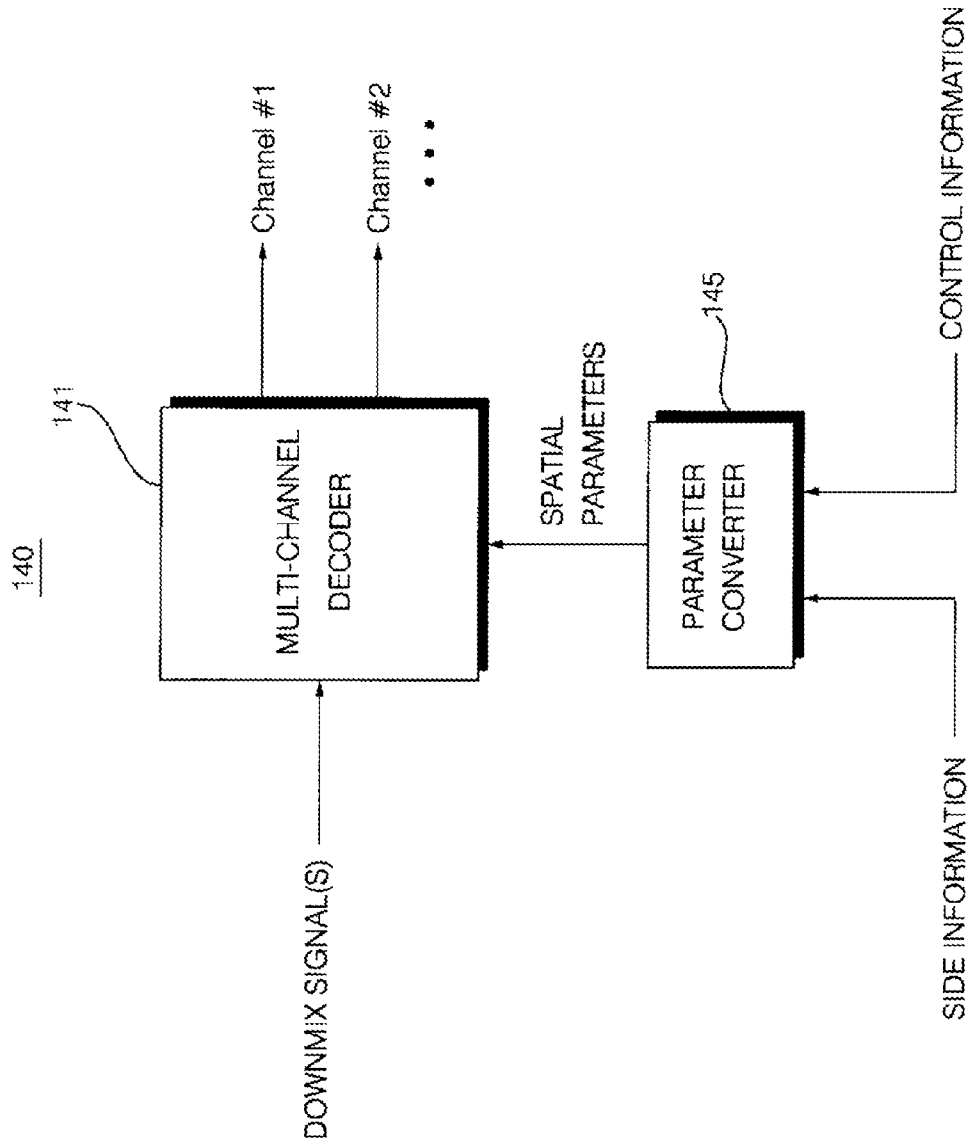 140
141
MULTI-CHANNEL
DECODER
Channel #1
Channel #2
DOWNMIX SIGNAL(S)
SPATIAL
PARAMETERS
145
PARAMETER
CONVERTER
SIDE INFORMATION
CONTROL INFORMATION